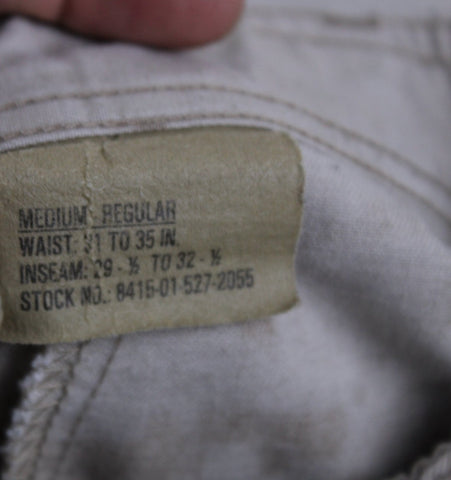 MEDIUM REGULAR
WAIST: 31 TO 35 IN.
INSEAM: 29 - ½ TO 32 - ½
STOCK NO.: 8415-01-527-2055